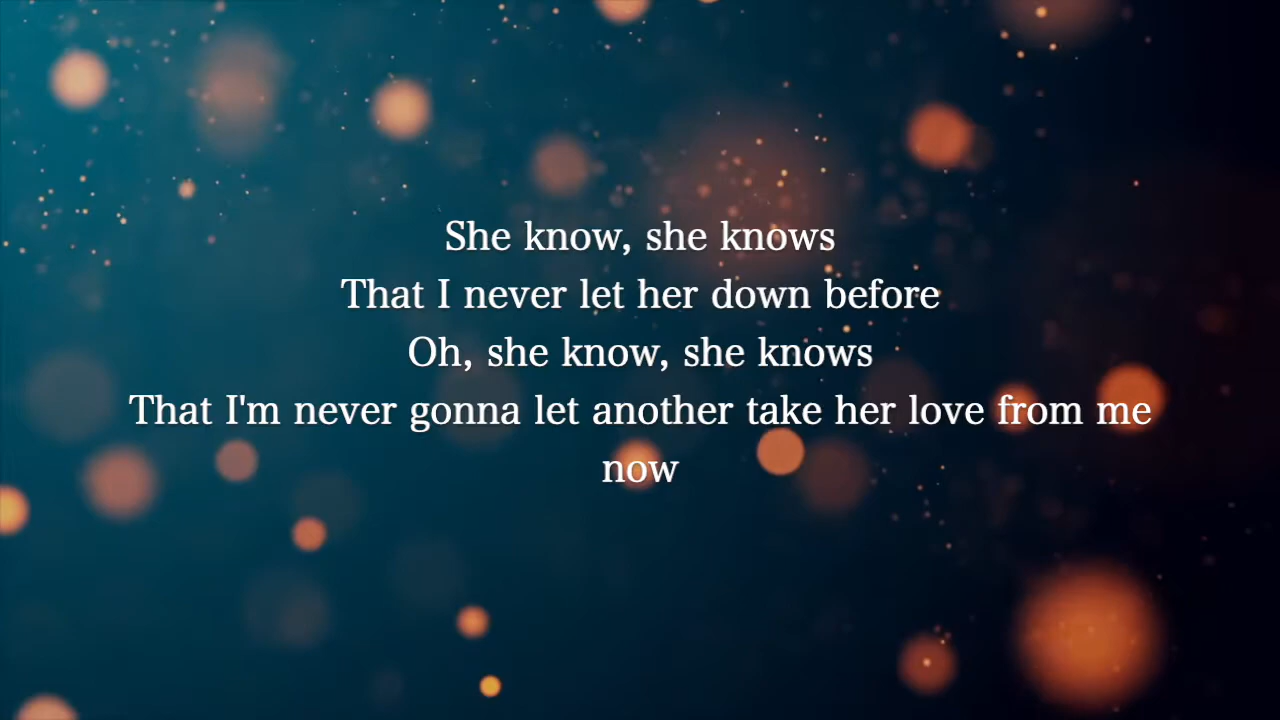 She know, she knows
That I never let her down before
Oh, she know, she knows
That I'm never gonna let another take her love from me
now